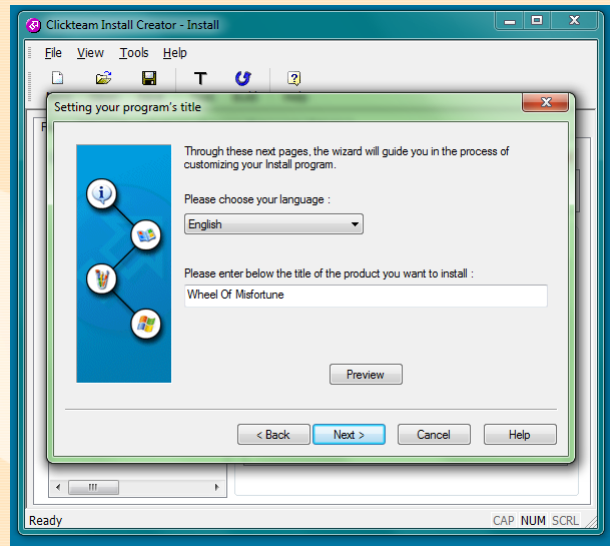 Clickteam Install Creator - Install
File View Tools Help
T
Setting your program's title
Through these next pages, the wizard will guide you in the process of
customizing your Install program.
Please choose your language :
English
Please enter below the title of the product you want to install :
Wheel Of Misfortune
Preview
< Back Next > Cancel Help
Ready CAP NUM SCRL